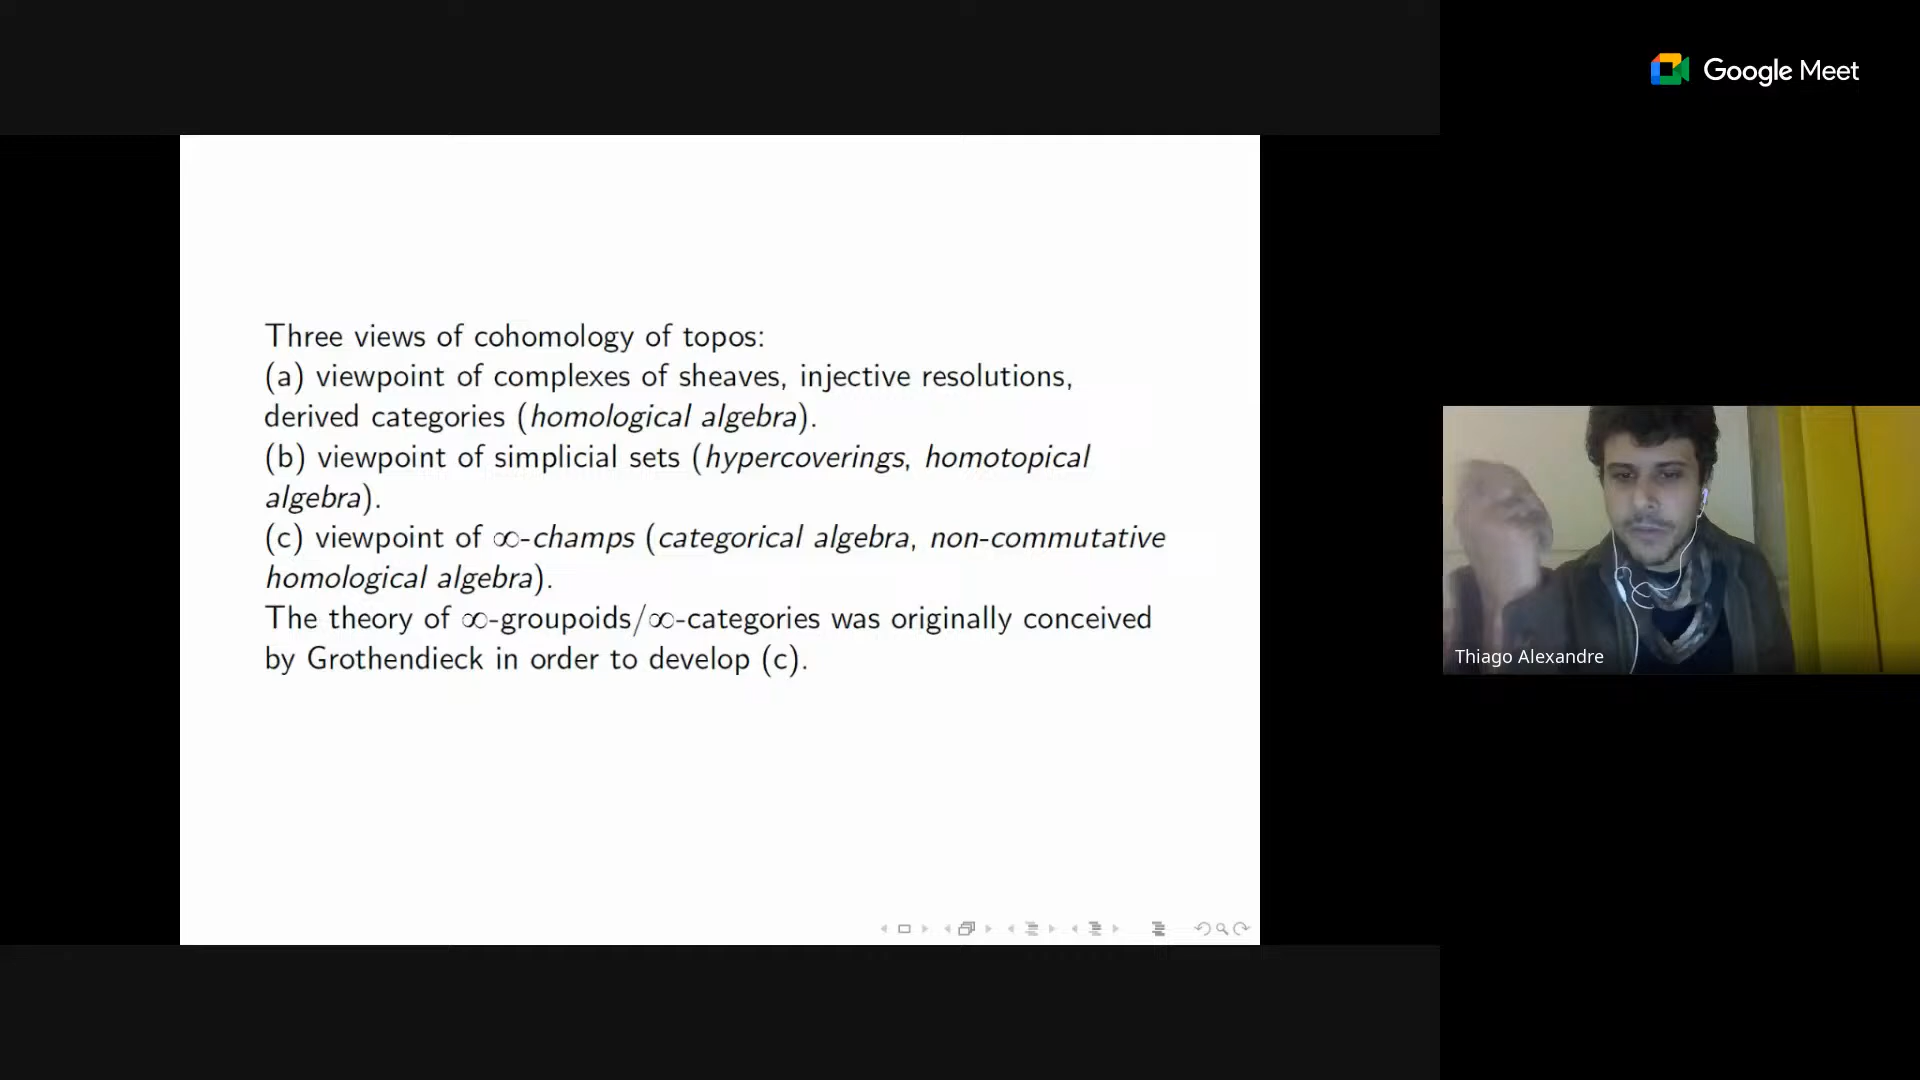 Google Meet
Three views of cohomology of topos:
(a) viewpoint of complexes of sheaves, injective resolutions,
derived categories (homological algebra).
(b) viewpoint of simplicial sets (hypercoverings, homotopical
algebra).
(c) viewpoint of ∞-champs (categorical algebra, non-commutative
homological algebra).
The theory of ∞-groupoids/∞-categories was originally conceived
by Grothendieck in order to develop (c).
Thiago Alexandre